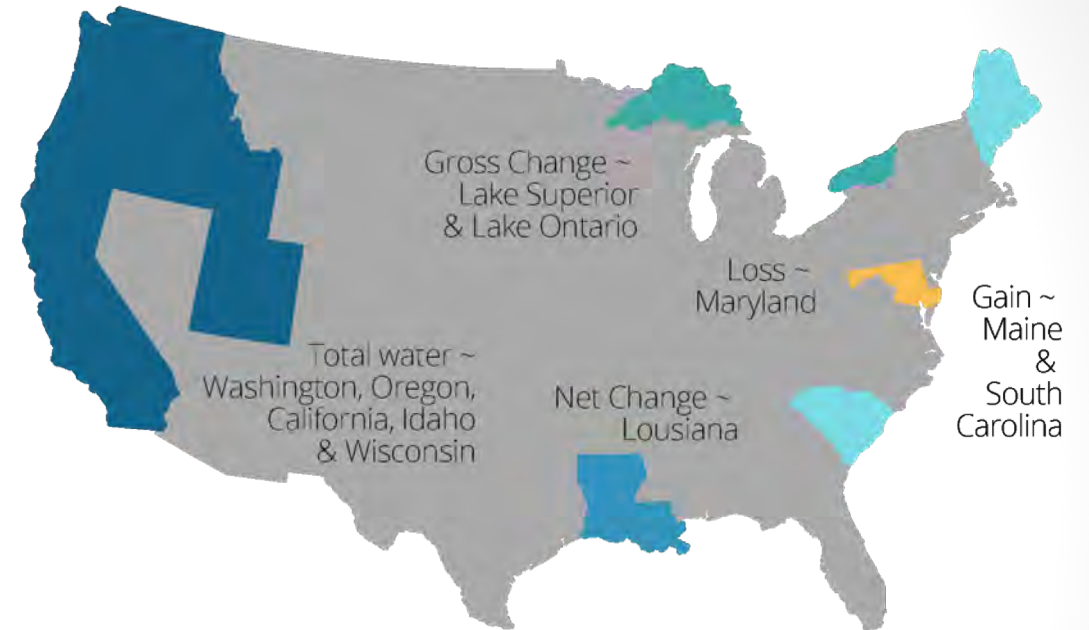 Gross Change ~
Lake Superior
& Lake Ontario
Loss ~
Maryland
Gain ~
Maine
&
South
Carolina
Total water ~
Washington, Oregon,
California, Idaho
& Wisconsin
Net Change ~
Lousiana